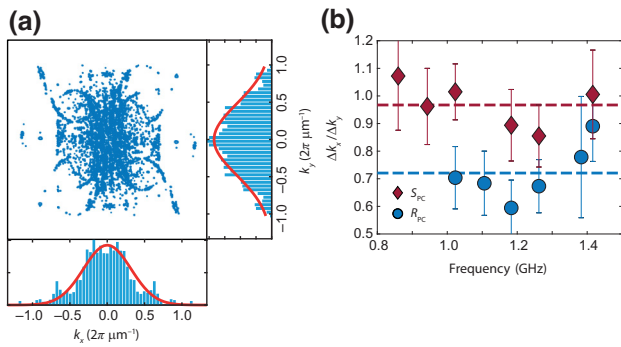 (a)
(b)
1.0
0.5
0.0
−0.5
−1.0
k_y (2π μm⁻¹)
−1.0 −0.5 0.0 0.5 1.0
k_x (2π μm⁻¹)
1.2
1.1
1.0
0.9
0.8
0.7
0.6
0.5
0.4
Δk_x/Δk_y
S_PC
R_PC
0.8 1.0 1.2 1.4
Frequency (GHz)